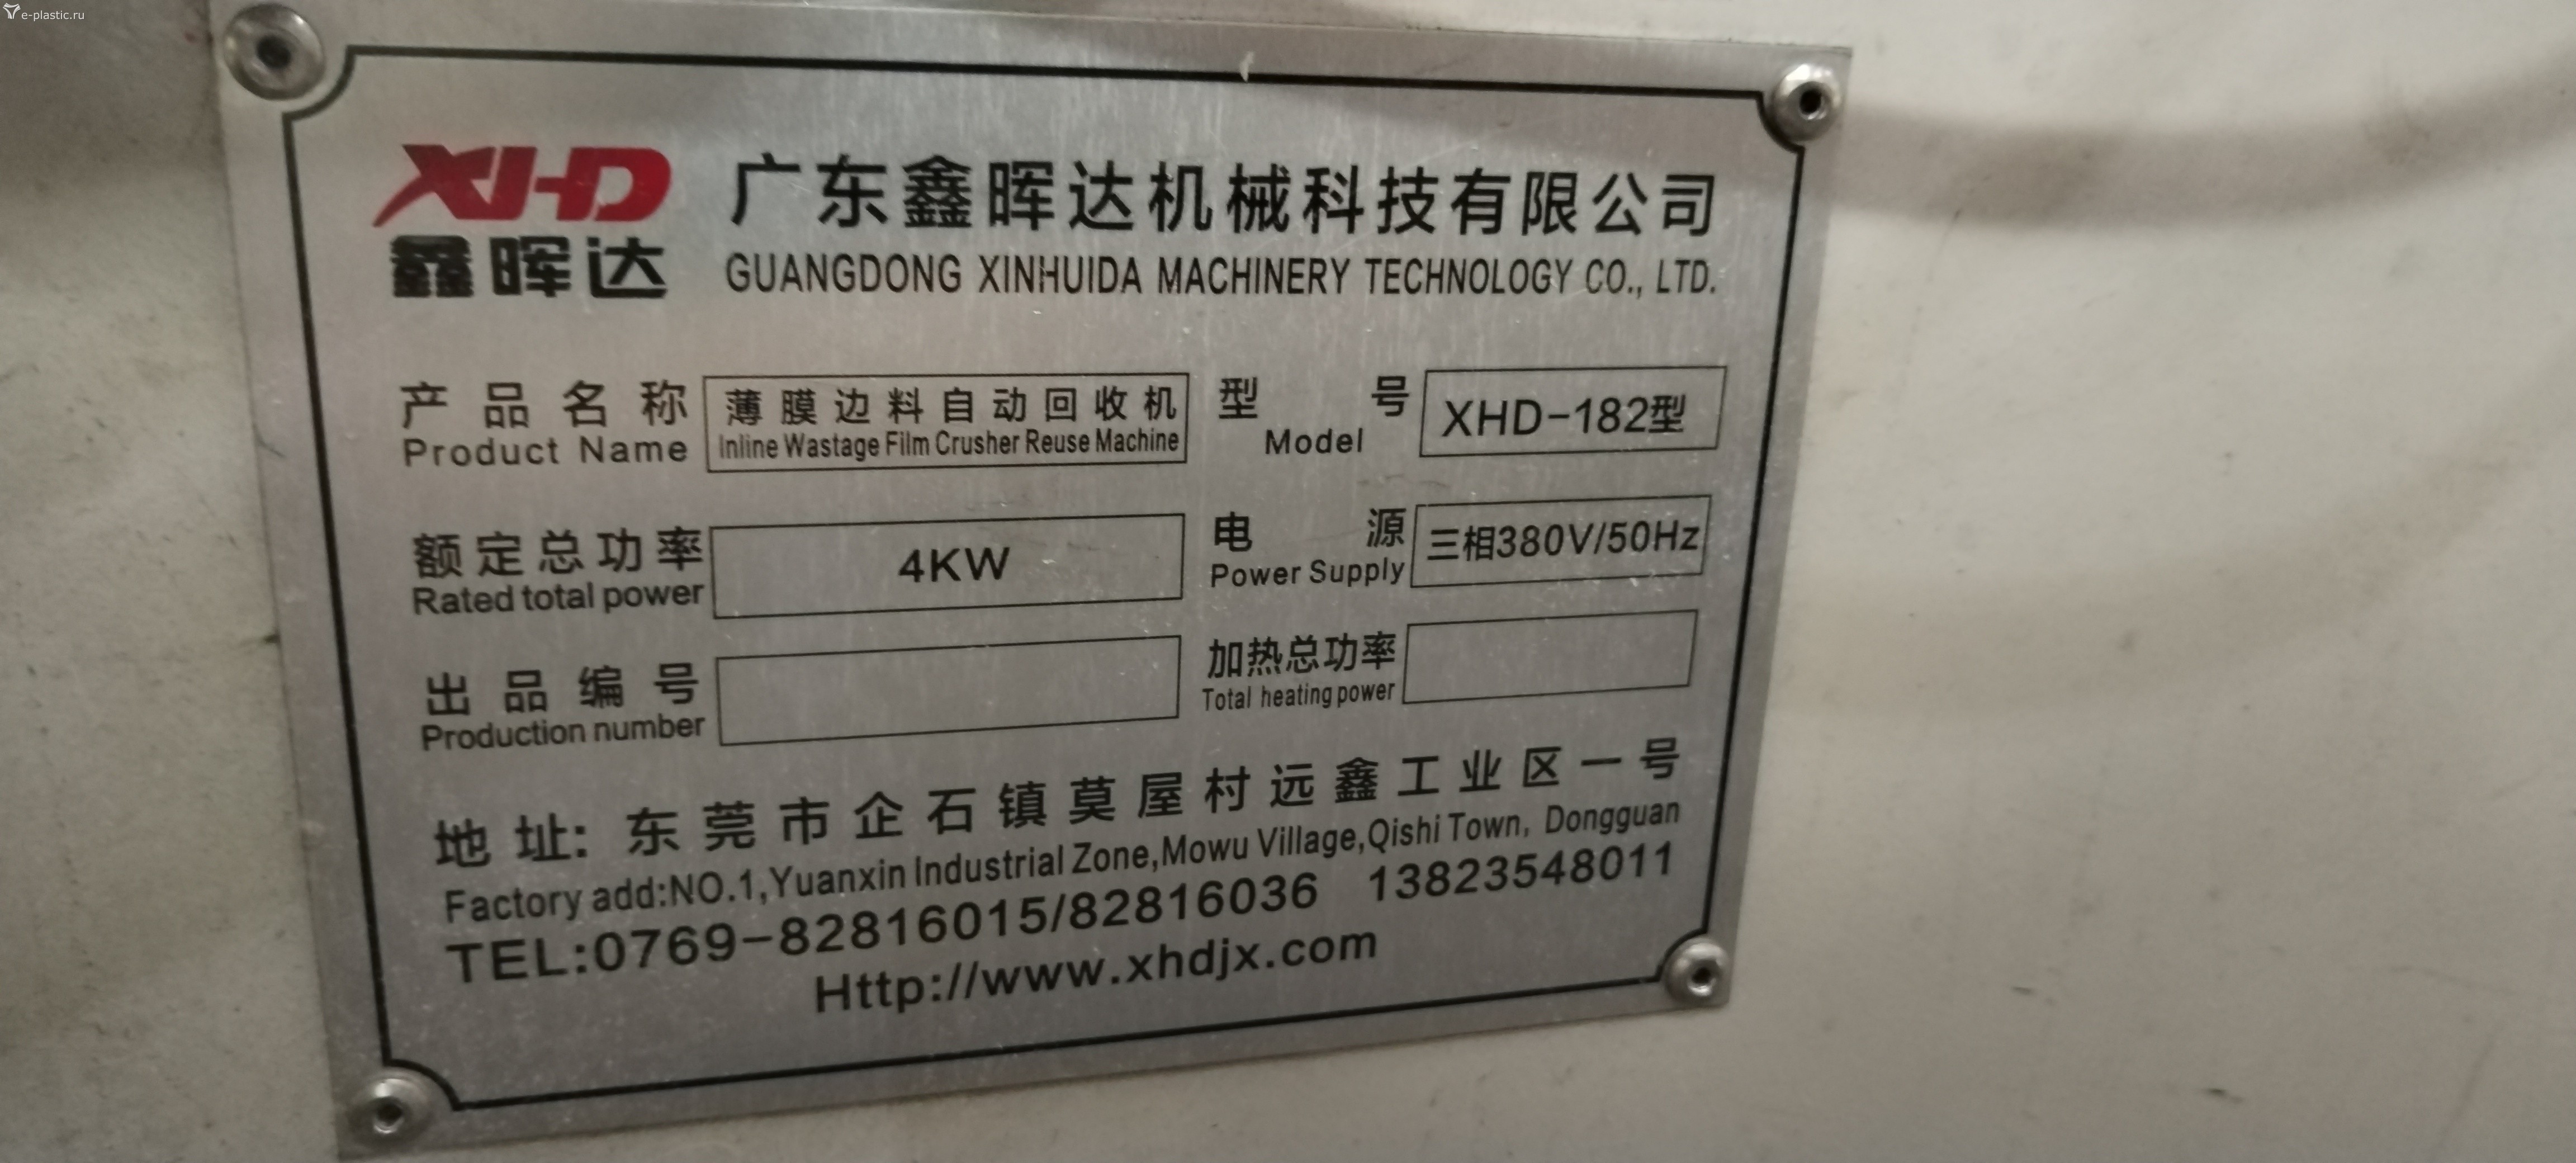 e-plastic.ru
XHD
鑫晖达
广东鑫晖达机械科技有限公司
GUANGDONG XINHUIDA MACHINERY TECHNOLOGY CO., LTD.
产品名称 薄膜边料自动回收机 型号 XHD-182型
Product Name Inline Wastage Film Crusher Reuse Machine Model
额定总功率 4KW 电源 三相380V/50Hz
Rated total power Power Supply
出品编号 加热总功率
Production number Total heating power
地址: 东莞市企石镇莫屋村远鑫工业区一号
Factory add:NO.1,Yuanxin Industrial Zone,Mowu Village,Qishi Town, Dongguan
TEL:0769-82816015/82816036 13823548011
Http://www.xhdjx.com